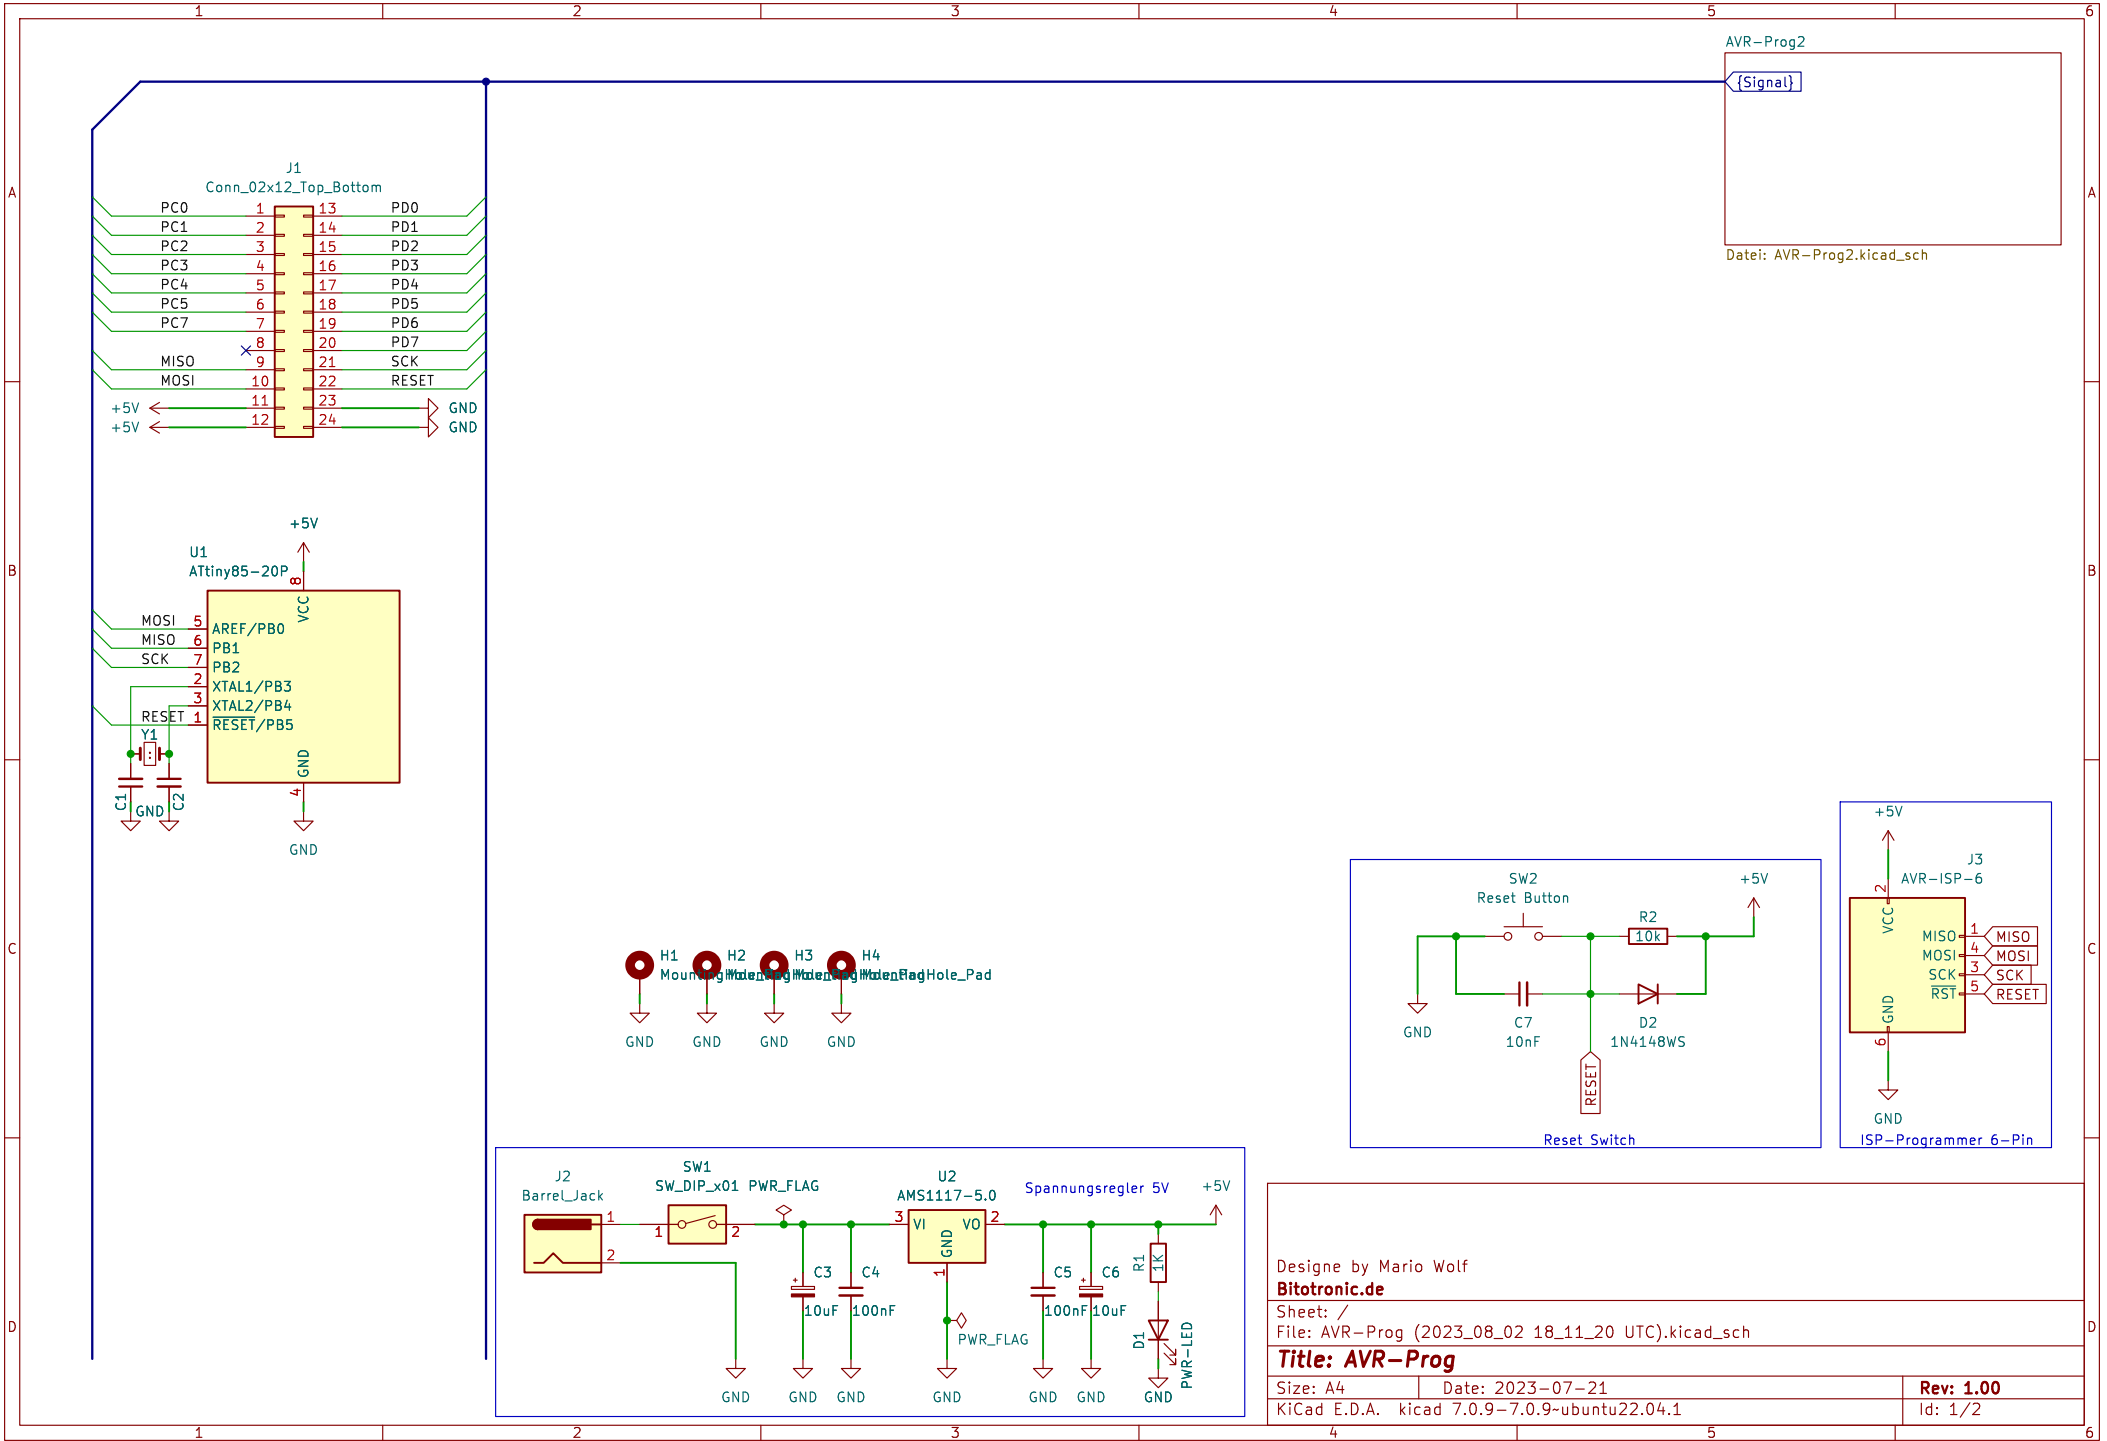 1 2 3 4 5 6
A
B
C
D
A
B
C
D
1 2 3 4 5 6
AVR-Prog2
{Signal}
Datei: AVR-Prog2.kicad_sch
J1
Conn_02x12_Top_Bottom
PC0 1 13 PD0
PC1 2 14 PD1
PC2 3 15 PD2
PC3 4 16 PD3
PC4 5 17 PD4
PC5 6 18 PD5
PC7 7 19 PD6
8 20 PD7
MISO 9 21 SCK
MOSI 10 22 RESET
+5V 11 23 GND
+5V 12 24 GND
+5V
U1
ATtiny85-20P
8
VCC
MOSI 5 AREF/PB0
MISO 6 PB1
SCK 7 PB2
2 XTAL1/PB3
3 XTAL2/PB4
RESET 1 RESET/PB5
Y1
GND
4
C1 GND C2
GND
H1 H2 H3 H4
MountingHole_Pad MountingHole_Pad MountingHole_Pad MountingHole_Pad
GND GND GND GND
SW2
Reset Button
+5V
R2
10k
GND
C7
10nF
D2
1N4148WS
RESET
Reset Switch
+5V
J3
AVR-ISP-6
2
VCC
MISO 1 MISO
MOSI 4 MOSI
SCK 3 SCK
RST 5 RESET
GND
6
GND
ISP-Programmer 6-Pin
J2
Barrel_Jack
1
2
SW1
SW_DIP_x01 PWR_FLAG
1 2
U2
AMS1117-5.0
3 VI VO 2
GND
1
Spannungsregler 5V
+5V
C3
10uF
C4
100nF
PWR_FLAG
C5
100nF
C6
10uF
R1
1K
D1
PWR-LED
GND GND GND GND GND GND GND
Designe by Mario Wolf
Bitotronic.de
Sheet: /
File: AVR-Prog (2023_08_02 18_11_20 UTC).kicad_sch
Title: AVR-Prog
Size: A4 Date: 2023-07-21 Rev: 1.00
KiCad E.D.A. kicad 7.0.9-7.0.9~ubuntu22.04.1 Id: 1/2